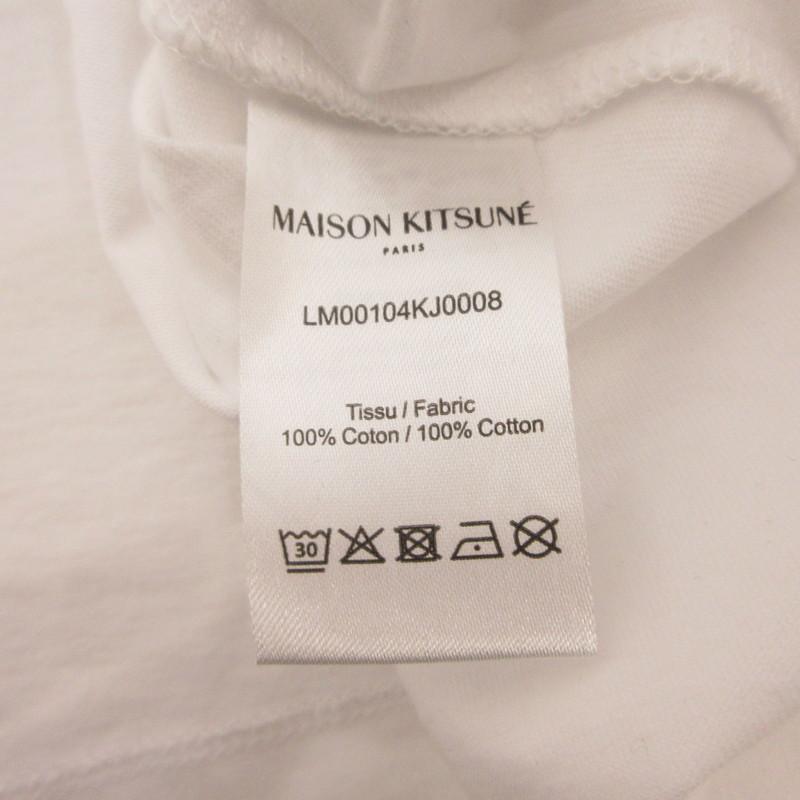 MAISON KITSUNÉ
PARIS
LM00104KJ0008
Tissu / Fabric
100% Coton / 100% Cotton
30